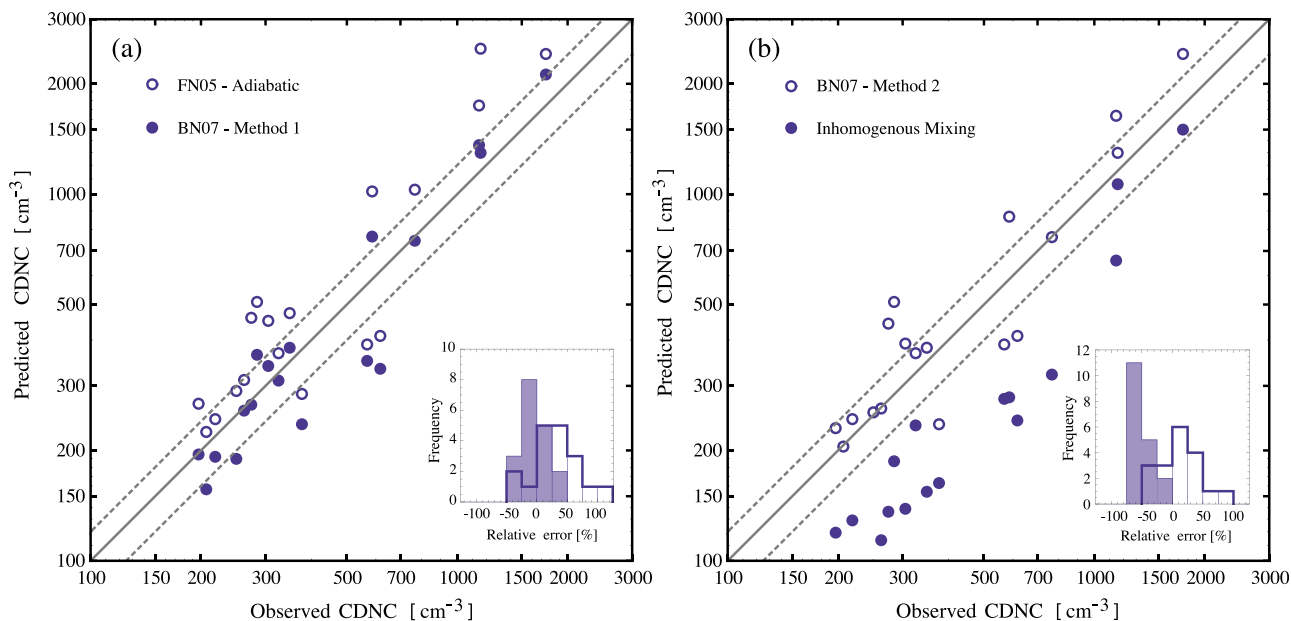 (a)
FN05 - Adiabatic
BN07 - Method 1
Predicted CDNC [cm-3]
3000
2000
1500
1000
700
500
300
200
150
100
100 150 200 300 500 700 1000 1500 2000 3000
Observed CDNC [cm-3]
Frequency
10
8
6
4
2
0
-100 -50 0 50 100
Relative error [%]
(b)
BN07 - Method 2
Inhomogenous Mixing
Predicted CDNC [cm-3]
3000
2000
1500
1000
700
500
300
200
150
100
100 150 200 300 500 700 1000 1500 2000 3000
Observed CDNC [cm-3]
Frequency
12
10
8
6
4
2
0
-100 -50 0 50 100
Relative error [%]